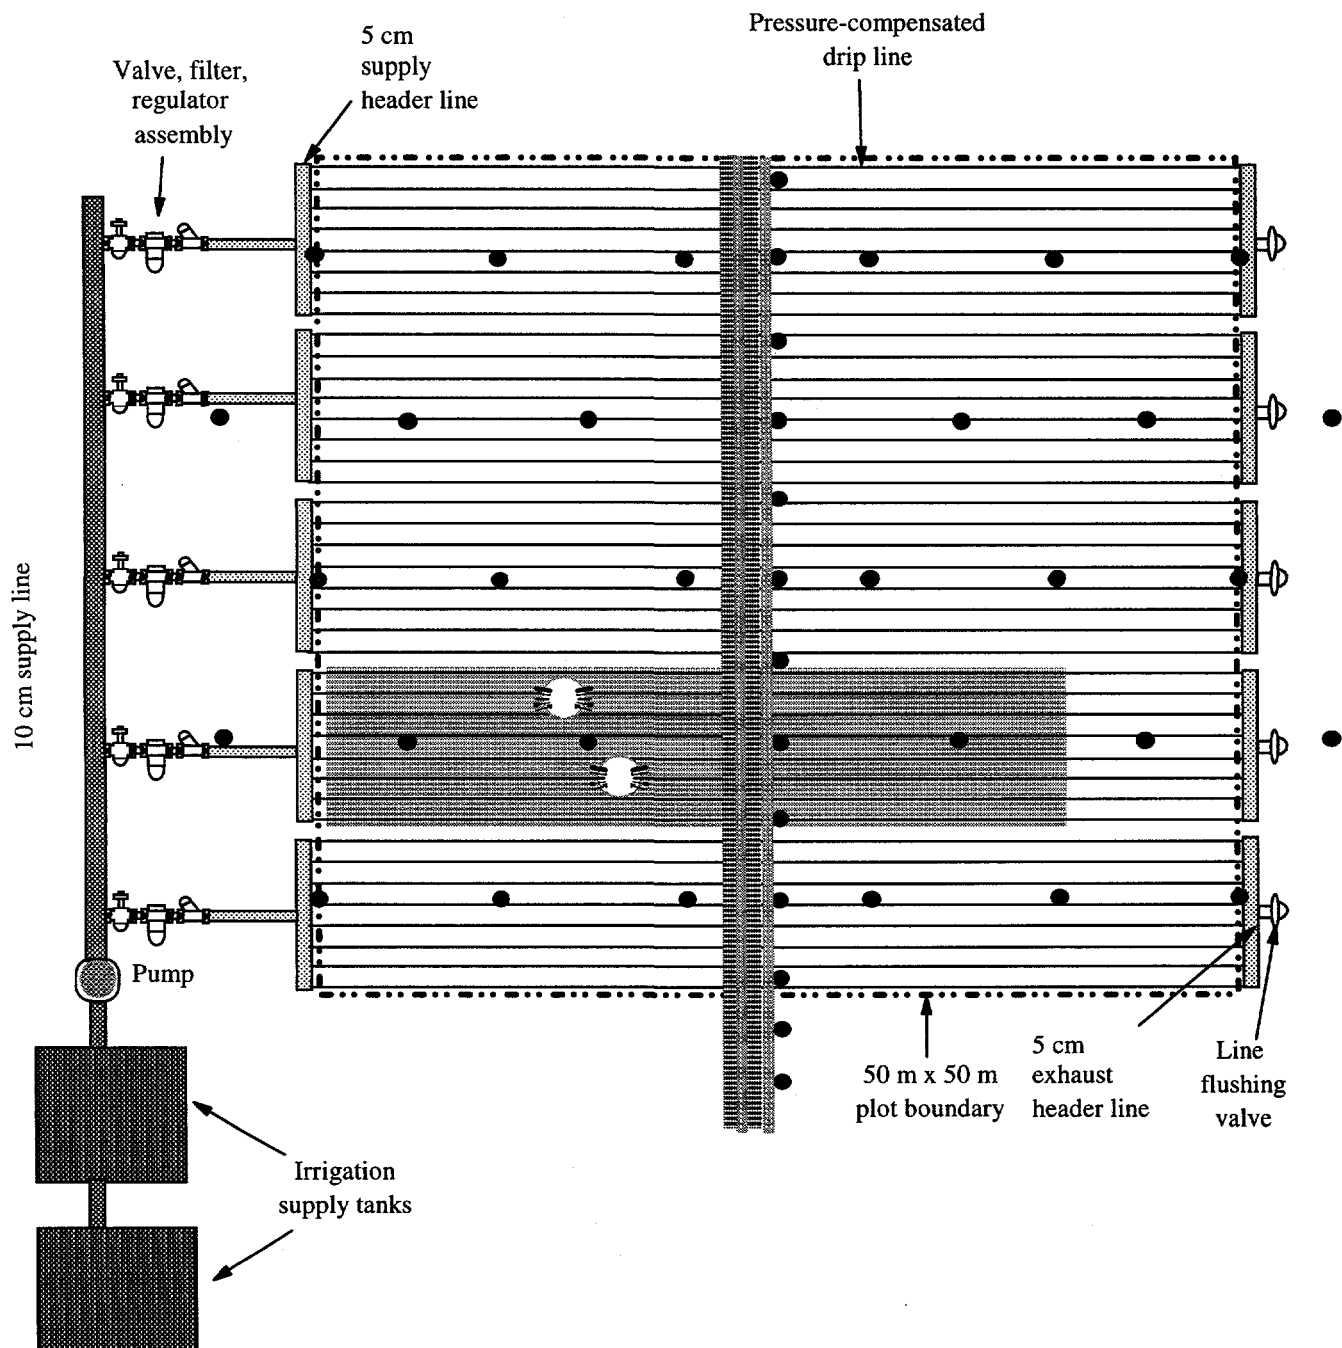 Pressure-compensated
drip line
5 cm
supply
header line
Valve, filter,
regulator
assembly
10 cm supply line
Pump
50 m x 50 m
plot boundary
5 cm
exhaust
header line
Line
flushing
valve
Irrigation
supply tanks